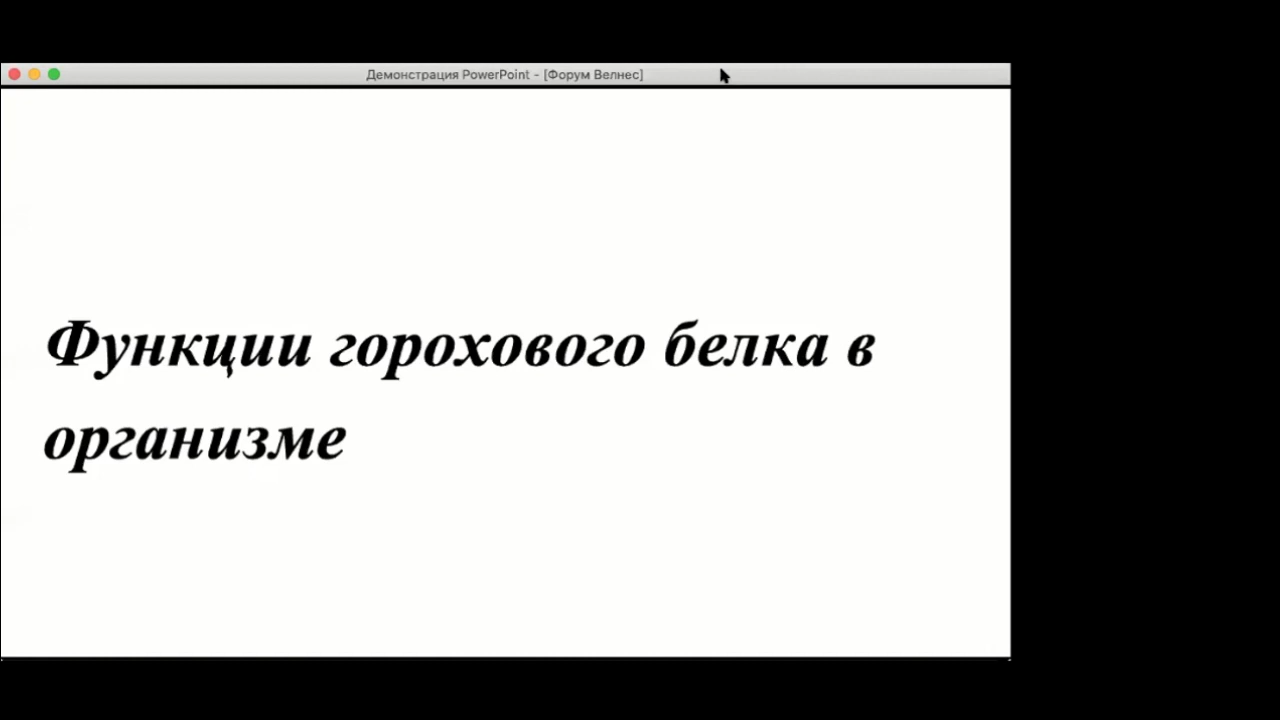 Демонстрация PowerPoint - [Форум Велнес]
Функции горохового белка в
организме